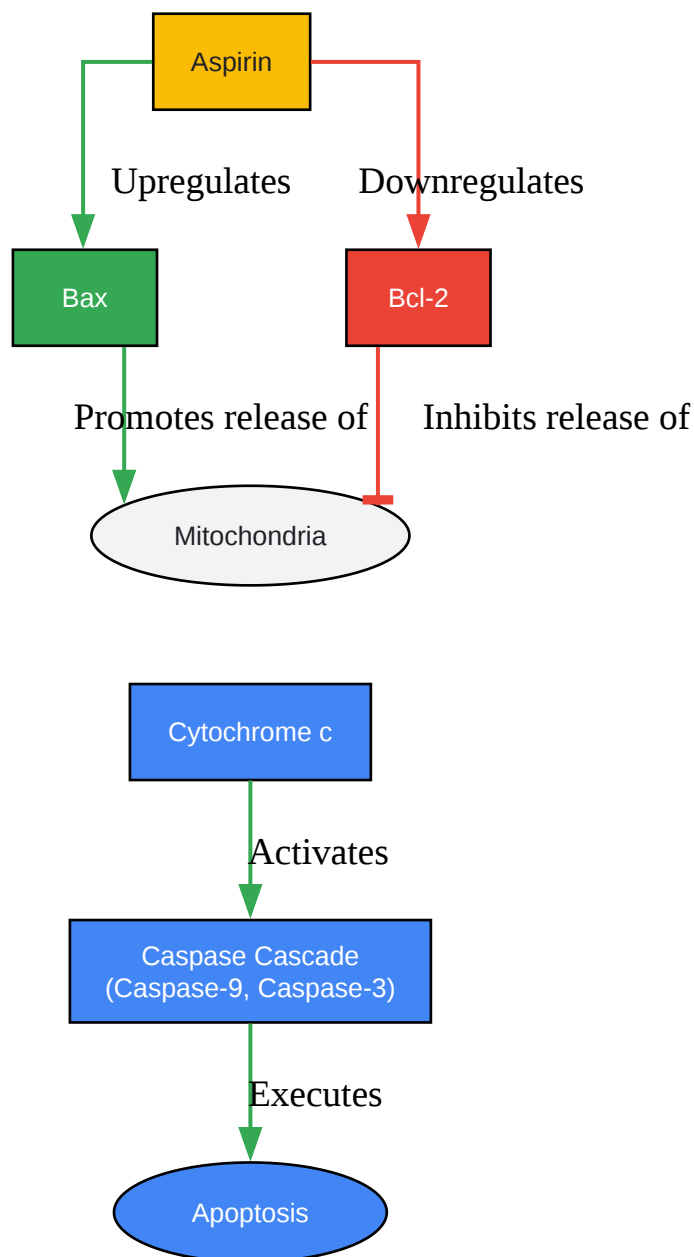 Aspirin
Upregulates
Downregulates
Bax
Bcl-2
Promotes release of
Inhibits release of
Mitochondria
Cytochrome c
Activates
Caspase Cascade
(Caspase-9, Caspase-3)
Executes
Apoptosis